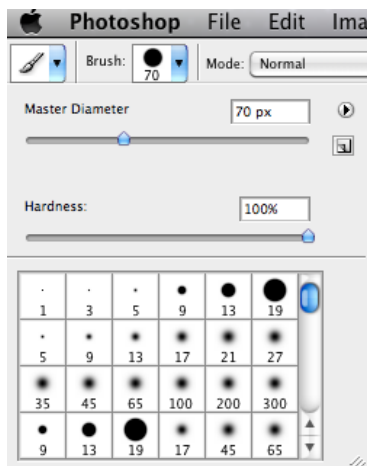 Photoshop File Edit Ima
Brush: 70 Mode: Normal
Master Diameter 70 px
Hardness: 100%
1 3 5 9 13 19
5 9 13 17 21 27
35 45 65 100 200 300
9 13 19 17 45 65